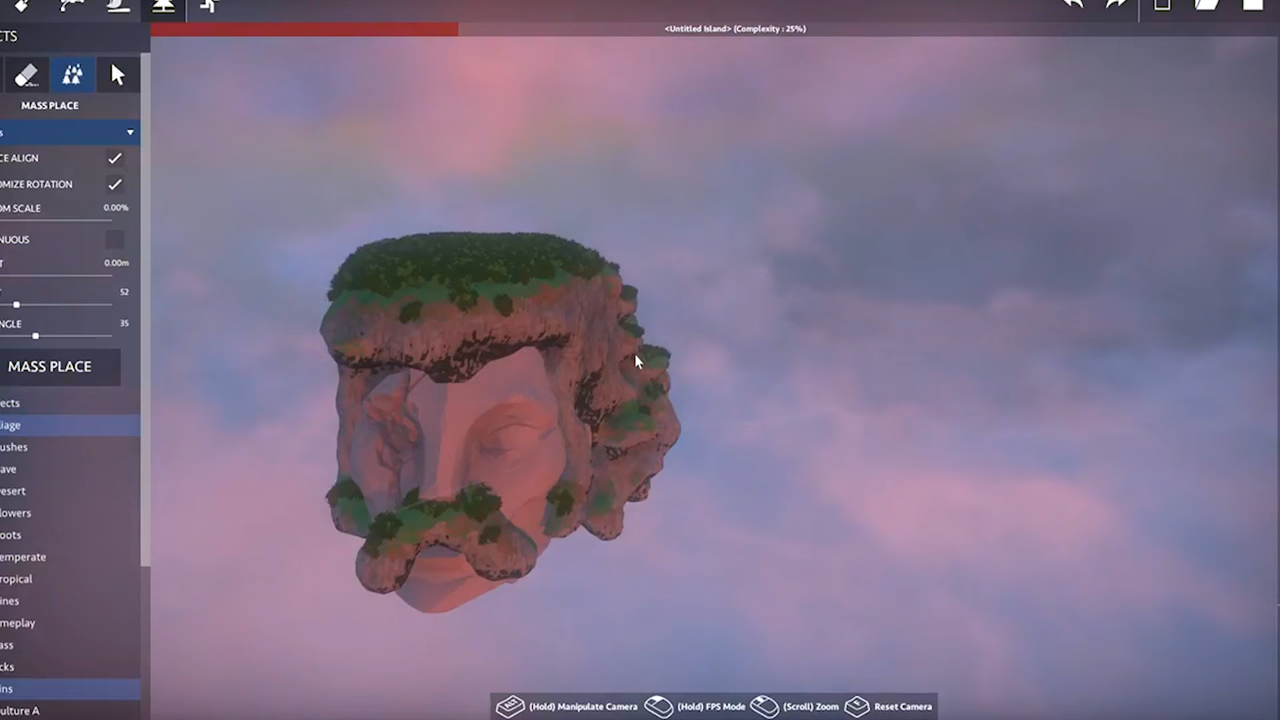 <Untitled Island> (Complexity : 25%)
CTS
MASS PLACE
s
CE ALIGN
OMIZE ROTATION
OM SCALE 0.00%
NUOUS
T 0.00m
T 52
NGLE 35
MASS PLACE
ects
iage
ushes
ave
esert
lowers
oots
emperate
ropical
ines
meplay
ass
cks
ins
ulture A
(Hold) Manipulate Camera (Hold) FPS Mode (Scroll) Zoom Reset Camera